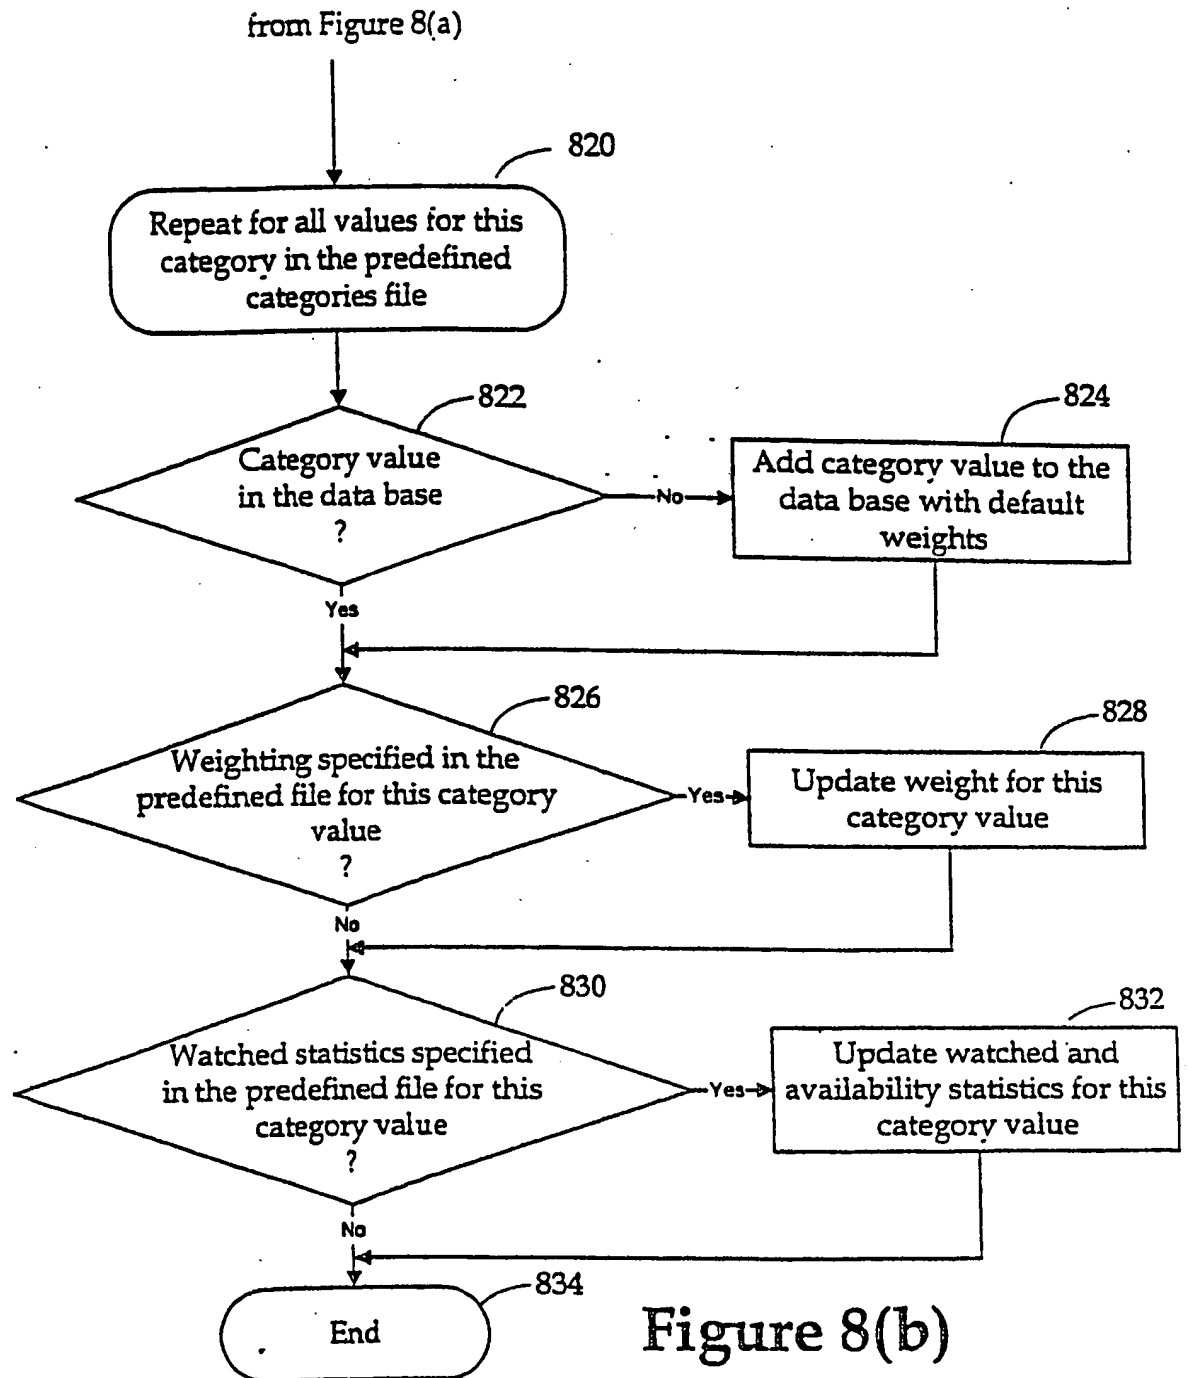 from Figure 8(a)
820
Repeat for all values for this
category in the predefined
categories file
822
Category value
in the data base
?
No
824
Add category value to the
data base with default
weights
Yes
826
Weighting specified in the
predefined file for this category
value
?
Yes
828
Update weight for this
category value
No
830
Watched statistics specified
in the predefined file for this
category value
?
Yes
832
Update watched and
availability statistics for this
category value
No
834
End
Figure 8(b)